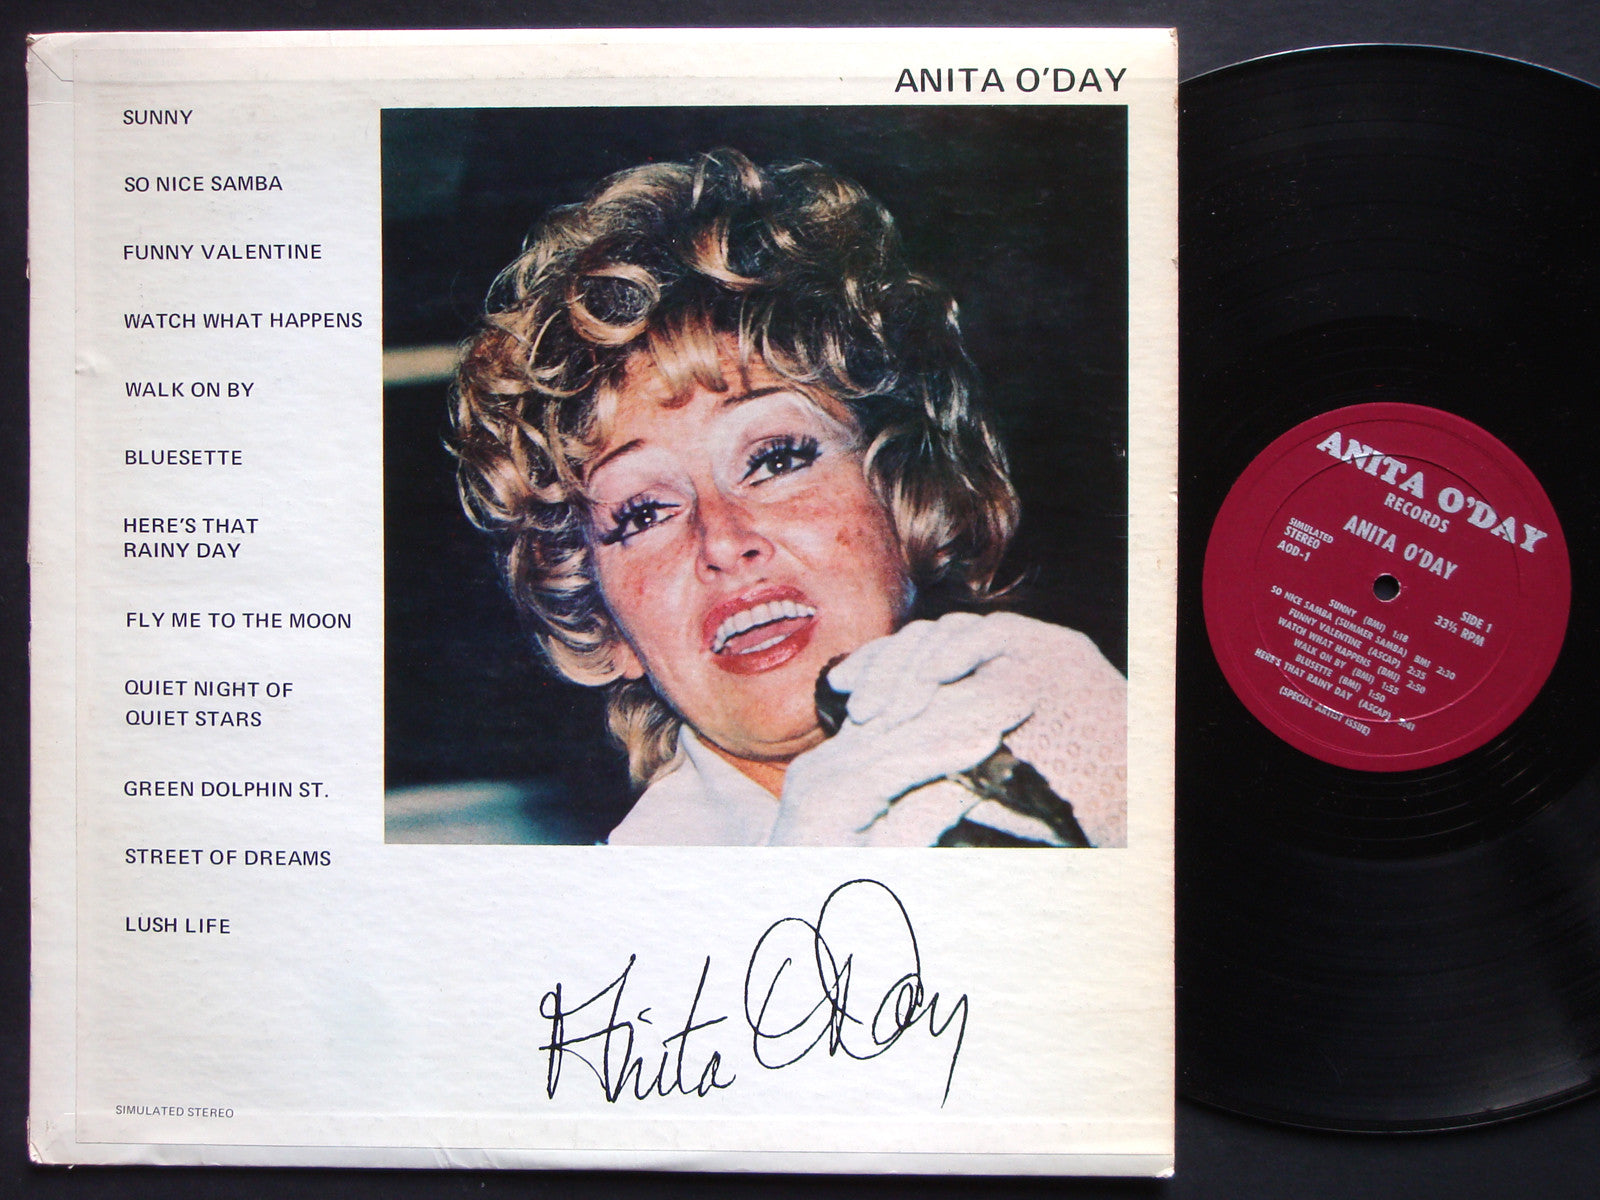 ANITA O'DAY
SUNNY
SO NICE SAMBA
FUNNY VALENTINE
WATCH WHAT HAPPENS
WALK ON BY
BLUESETTE
HERE'S THAT
RAINY DAY
FLY ME TO THE MOON
QUIET NIGHT OF
QUIET STARS
GREEN DOLPHIN ST.
STREET OF DREAMS
LUSH LIFE
Anita O'Day
SIMULATED STEREO
ANITA O'DAY
RECORDS
ANITA O'DAY
SIMULATED
STEREO
AOD-1
SIDE 1
33⅓ RPM
SUNNY (BMI) 1:18
SO NICE SAMBA (SUMMER SAMBA) BMI 2:30
FUNNY VALENTINE (ASCAP) 2:35
WATCH WHAT HAPPENS (BMI) 2:50
WALK ON BY (BMI) 1:55
BLUSETTE (BMI) 1:50
HERE'S THAT RAINY DAY (ASCAP)
(SPECIAL ARTIST ISSUE)